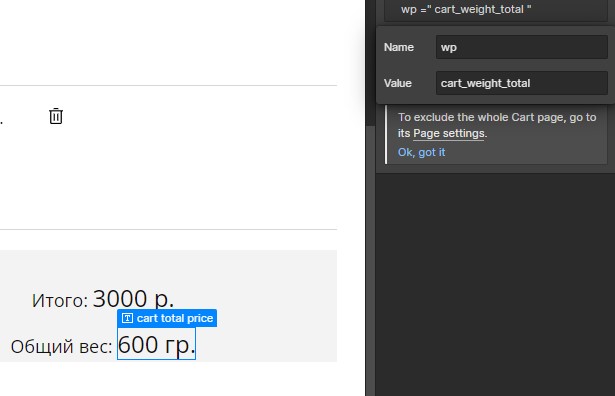 wp =" cart_weight_total "
Name wp
Value cart_weight_total
To exclude the whole Cart page, go to
its Page settings.
Ok, got it
.
Итого: 3000 р.
cart total price
Общий вес: 600 гр.